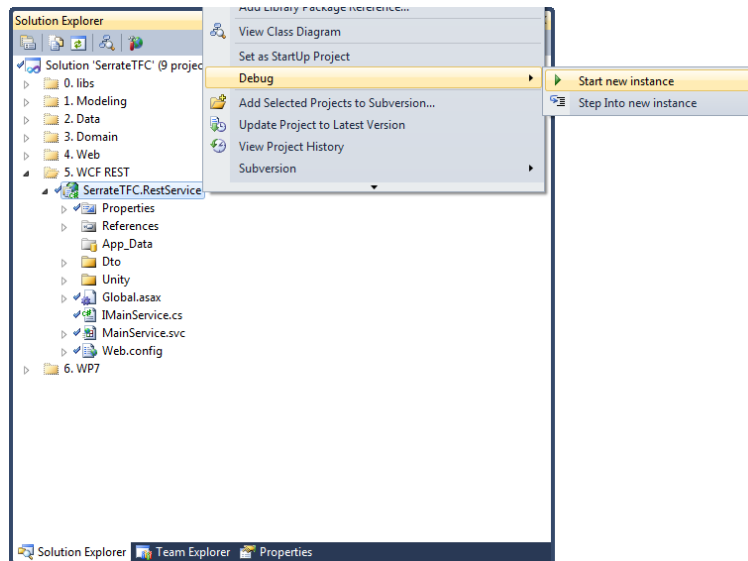 Solution Explorer
Solution 'SerrateTFC' (9 projec
0. libs
1. Modeling
2. Data
3. Domain
4. Web
5. WCF REST
SerrateTFC.RestService
Properties
References
App_Data
Dto
Unity
Global.asax
IMainService.cs
MainService.svc
Web.config
6. WP7
Add Library Package Reference...
View Class Diagram
Set as StartUp Project
Debug
Add Selected Projects to Subversion...
Update Project to Latest Version
View Project History
Subversion
Start new instance
Step Into new instance
Solution Explorer Team Explorer Properties